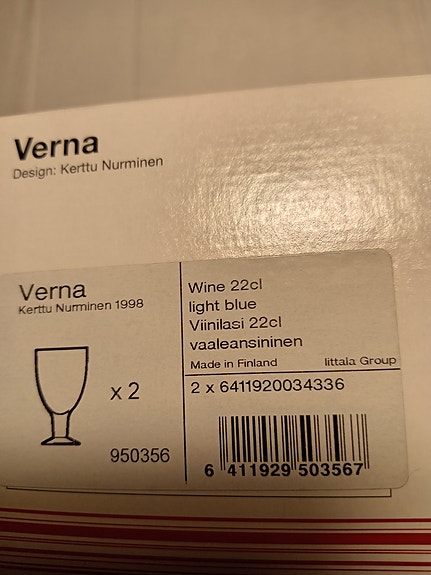 Verna
Design: Kerttu Nurminen
Verna
Kerttu Nurminen 1998
x 2
950356
Wine 22cl
light blue
Viinilasi 22cl
vaaleansininen
Made in Finland Iittala Group
2 x 6411920034336
6 411929 503567